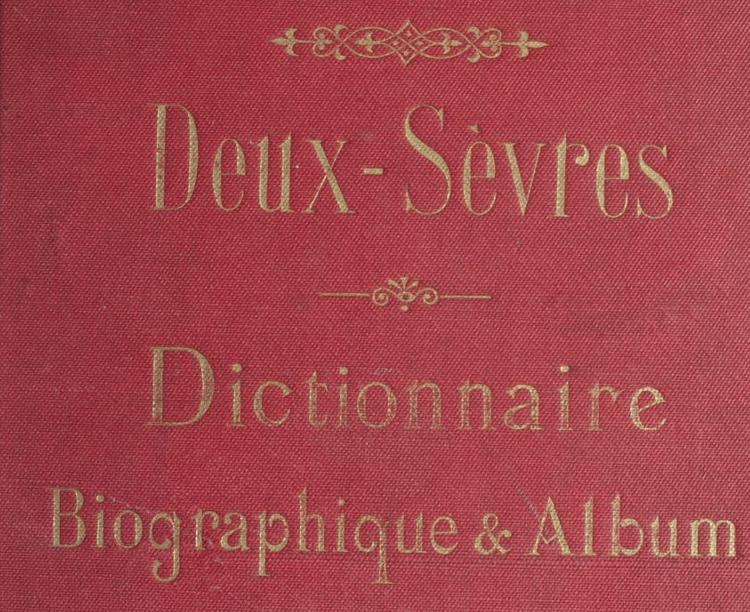 Deux-Sèvres
Dictionnaire
Biographique & Album